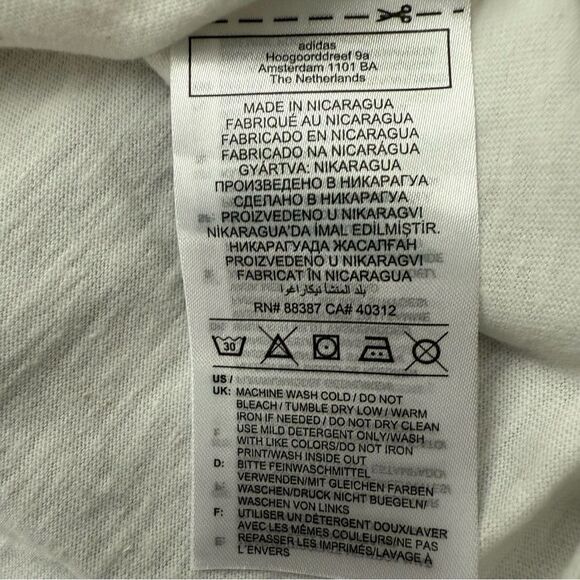 adidas
Hoogoorddreef 9a
Amsterdam 1101 BA
The Netherlands
MADE IN NICARAGUA
FABRIQUÉ AU NICARAGUA
FABRICADO EN NICARAGUA
FABRICADO NA NICARÁGUA
GYÁRTVA: NIKARAGUA
ПРОИЗВЕДЕНО В НИКАРАГУА
СДЕЛАНО В НИКАРАГУА
PROIZVEDENO U NIKARAGVI
NİKARAGUA'DA İMAL EDİLMİŞTİR.
НИКАРАГУАДА ЖАСАЛҒАН
PROIZVEDENO U NIKARAGVI
FABRICAT ÎN NICARAGUA
بلد المنشأ نيكاراغوا
RN# 88387 CA# 40312
30
US /
UK: MACHINE WASH COLD / DO NOT
BLEACH / TUMBLE DRY LOW / WARM
IRON IF NEEDED / DO NOT DRY CLEAN
USE MILD DETERGENT ONLY/WASH
WITH LIKE COLORS/DO NOT IRON
PRINT/WASH INSIDE OUT
D: BITTE FEINWASCHMITTEL
VERWENDEN/MIT GLEICHEN FARBEN
WASCHEN/DRUCK NICHT BUEGELN/
WASCHEN VON LINKS
F: UTILISER UN DÉTERGENT DOUX/LAVER
AVEC LES MÊMES COULEURS/NE PAS
REPASSER LES IMPRIMÉS/LAVAGE À
L'ENVERS